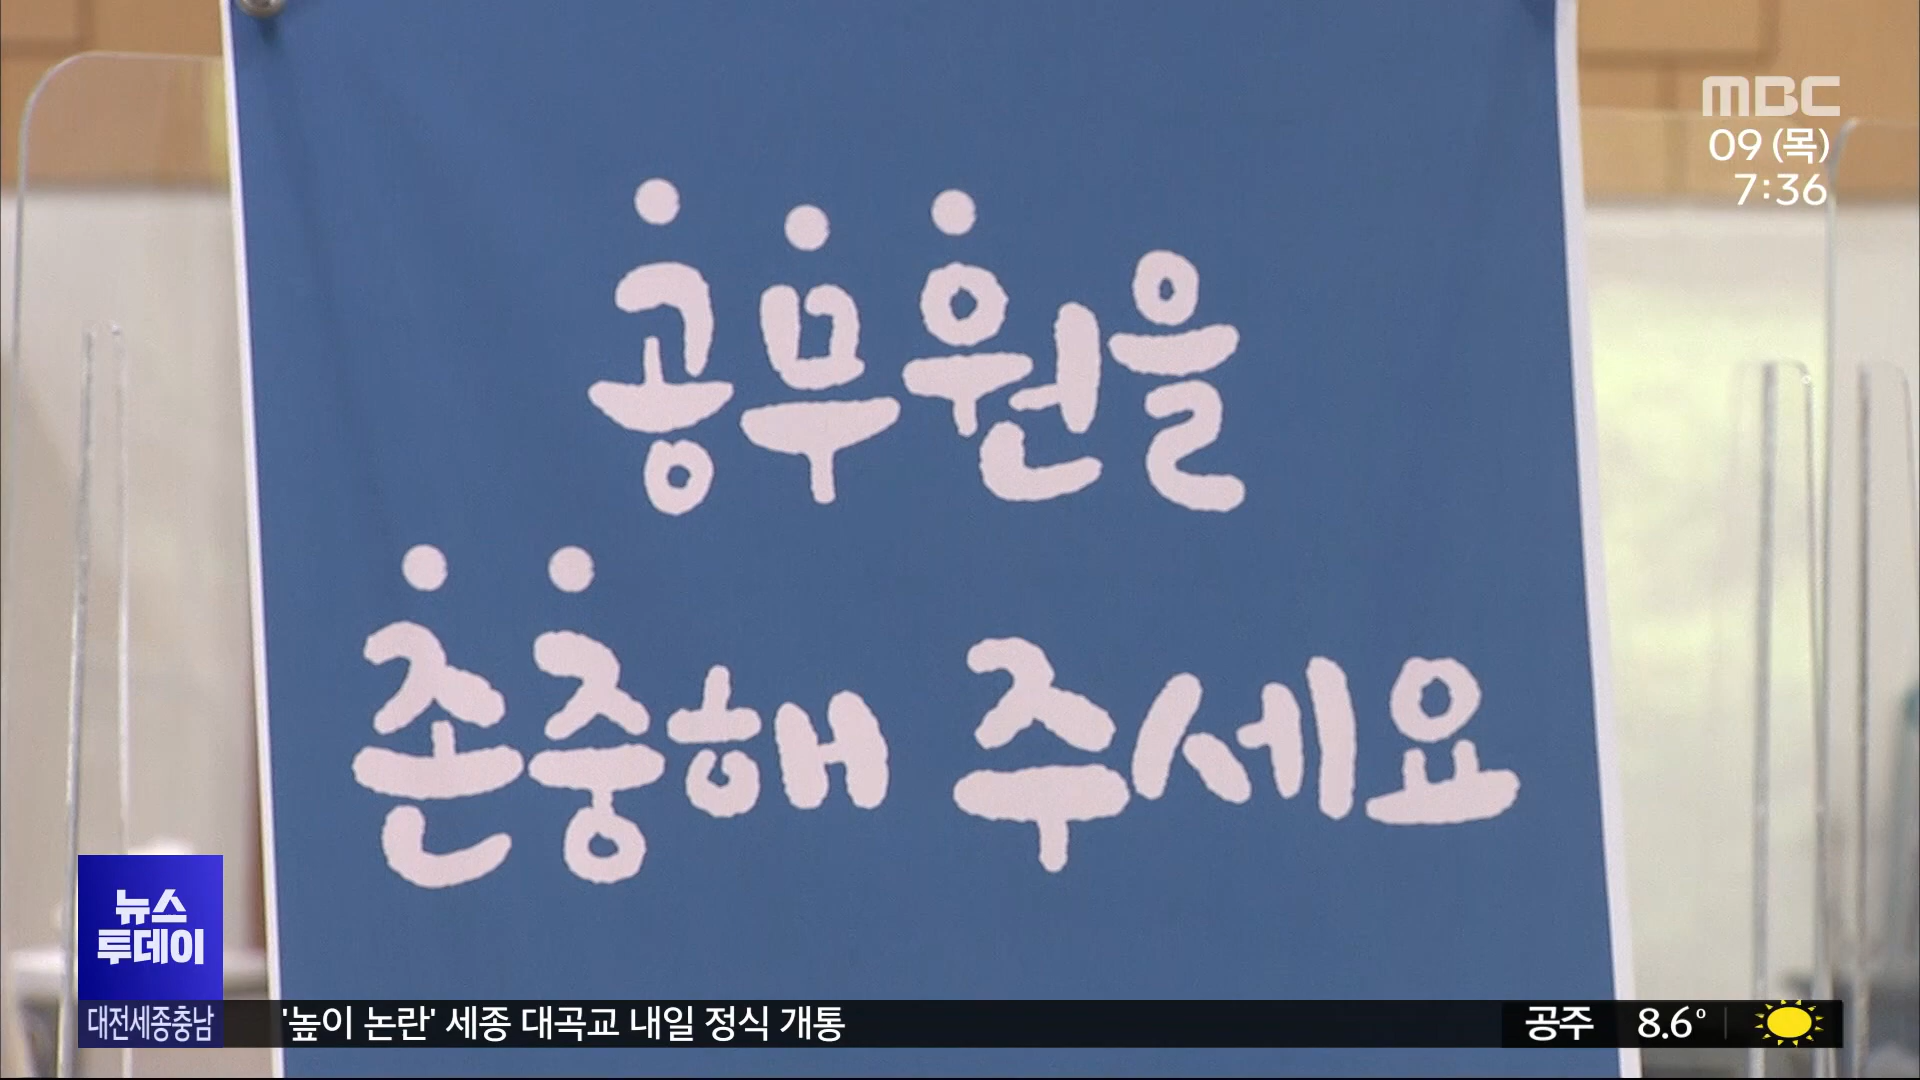 MBC
09 (목)
7:36
공무원을
존중해 주세요
뉴스
투데이
대전세종충남
'높이 논란' 세종 대곡교 내일 정식 개통
공주 8.6°